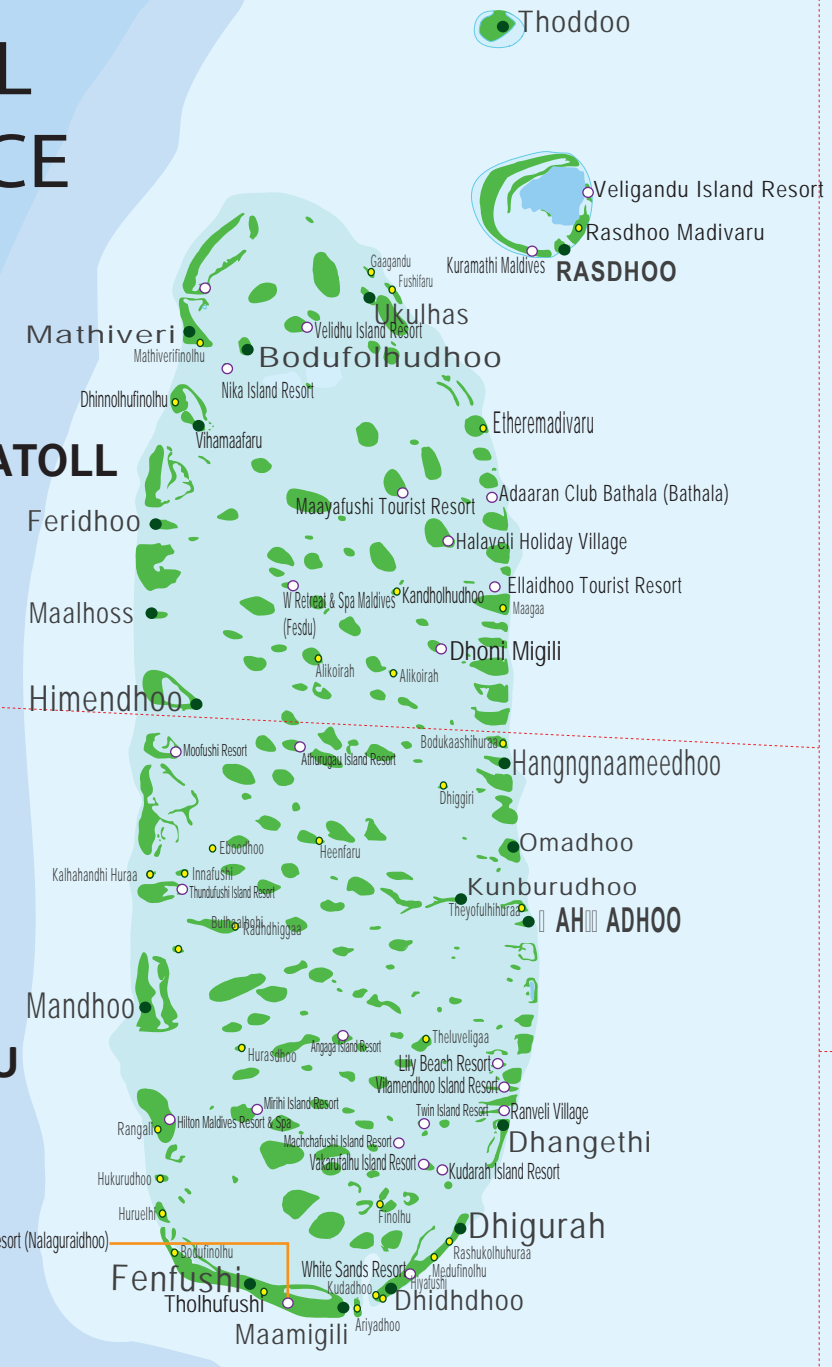 Thoddoo
L
CE
Veligandu Island Resort
Rasdhoo Madivaru
Kuramathi Maldives
RASDHOO
Gaagandu
Fushifaru
Ukulhas
Velidhu Island Resort
Mathiveri
Mathiverifinolhu
Bodufolhudhoo
Nika Island Resort
Dhinnolhufinolhu
Vihamaafaru
Etheremadivaru
ATOLL
Maayafushi Tourist Resort
Adaaran Club Bathala (Bathala)
Feridhoo
Halaveli Holiday Village
W Retreat & Spa Maldives
(Fesdu)
Kandholhudhoo
Ellaidhoo Tourist Resort
Maagaa
Maalhoss
Dhoni Migili
Alikoirah
Alikoirah
Himendhoo
Bodukaashihuraa
Moofushi Resort
Athurugau Island Resort
Hangngnaameedhoo
Dhiggiri
Omadhoo
Eboodhoo
Heenfaru
Kalhahandhi Huraa
Innafushi
Thundufushi Island Resort
Kunburudhoo
Theyofulhihuraa
AH ADHOO
Bulhaalhohi
Radhdhiggaa
Mandhoo
Angaga Island Resort
Theluveligaa
Hurasdhoo
Lily Beach Resort
U
Vilamendhoo Island Resort
Mirihi Island Resort
Twin Island Resort
Ranveli Village
Rangali
Hilton Maldives Resort & Spa
Machchafushi Island Resort
Dhangethi
Vakarufalhu Island Resort
Kudarah Island Resort
Hukurudhoo
Huruelhi
Finolhu
Dhigurah
esort (Nalaguraidhoo)
Bodufinolhu
Rashukolhuhuraa
White Sands Resort
Medufinolhu
Hiyafushi
Fenfushi
Kudadhoo
Tholhufushi
Dhidhdhoo
Ariyadhoo
Maamigili